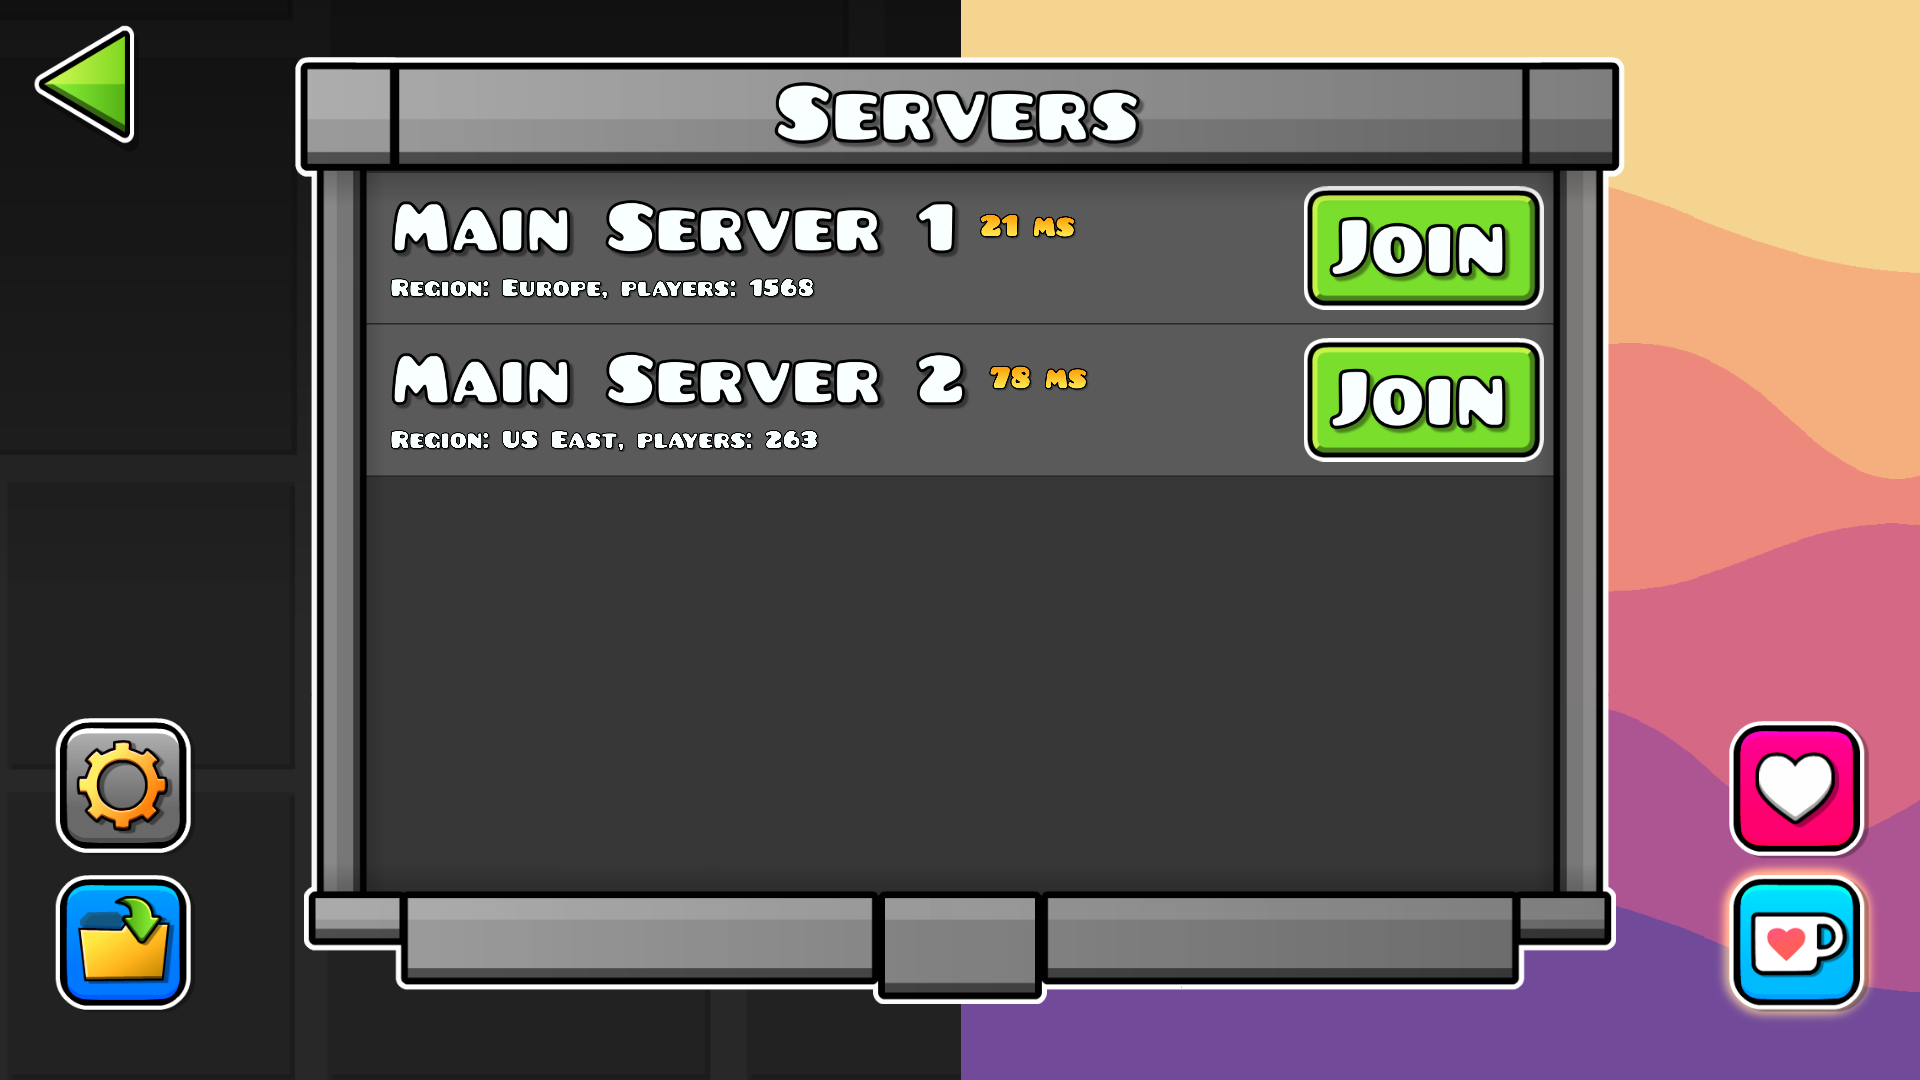 Servers
Main Server 1 21 ms
Region: Europe, players: 1568
Join
Main Server 2 78 ms
Region: US East, players: 263
Join